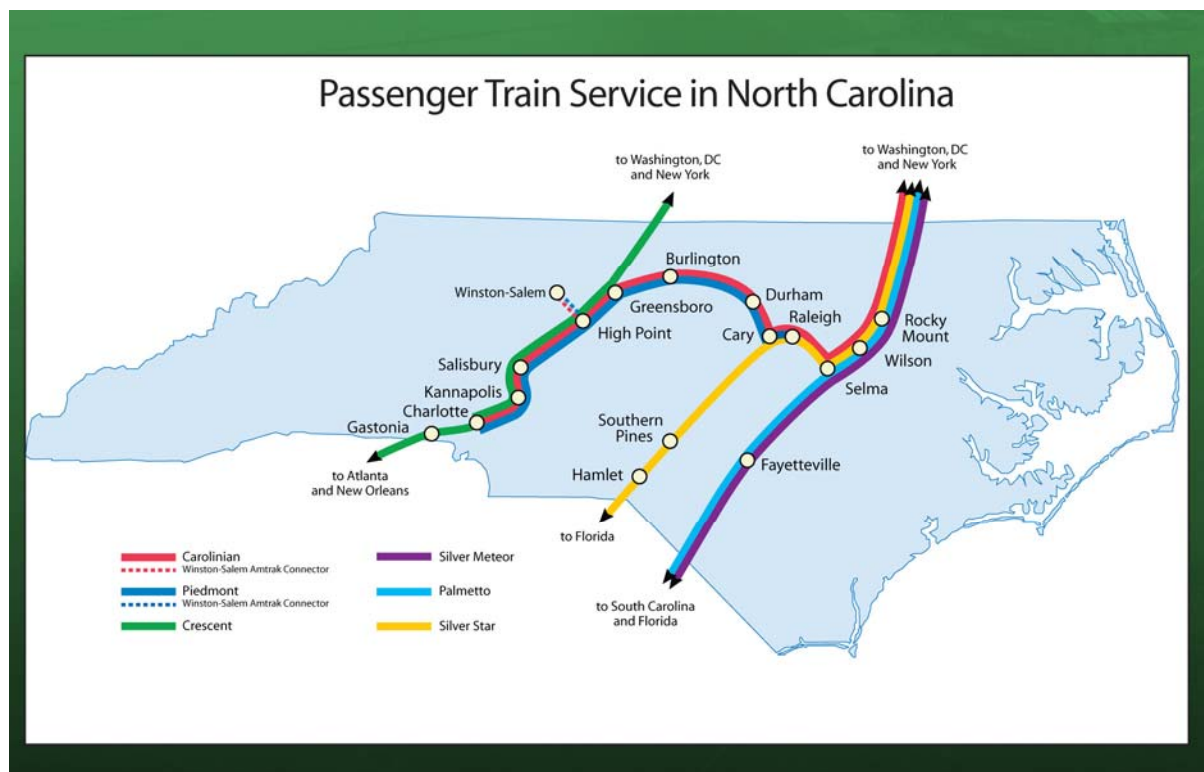 Passenger Train Service in North Carolina
to Washington, DC
and New York
to Washington, DC
and New York
Burlington
Winston-Salem
Greensboro
Durham
Raleigh
High Point
Cary
Rocky
Mount
Wilson
Salisbury
Selma
Kannapolis
Charlotte
Gastonia
Southern
Pines
Fayetteville
Hamlet
to Atlanta
and New Orleans
to Florida
to South Carolina
and Florida
Carolinian
Winston-Salem Amtrak Connector
Piedmont
Winston-Salem Amtrak Connector
Crescent
Silver Meteor
Palmetto
Silver Star